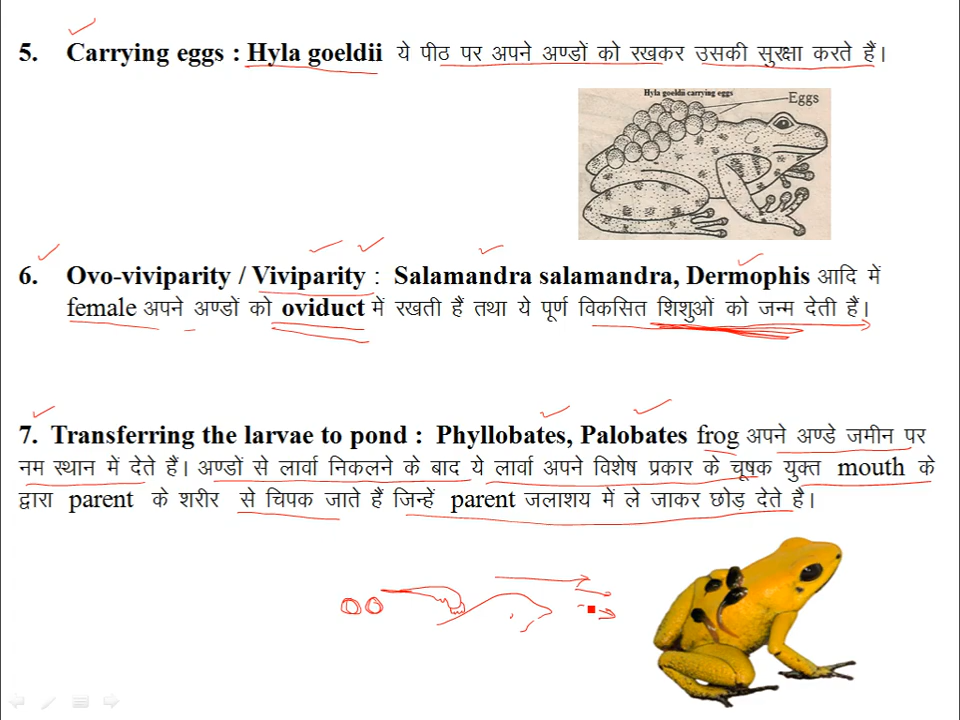 5. Carrying eggs : Hyla goeldii ये पीठ पर अपने अण्डों को रखकर उसकी सुरक्षा करते हैं।
Hyla goeldii carrying eggs
Eggs
6. Ovo-viviparity / Viviparity : Salamandra salamandra, Dermophis आदि में
female अपने अण्डों को oviduct में रखती हैं तथा ये पूर्ण विकसित शिशुओं को जन्म देती हैं।
7. Transferring the larvae to pond : Phyllobates, Palobates frog अपने अण्डे जमीन पर
नम स्थान में देते हैं। अण्डों से लार्वा निकलने के बाद ये लार्वा अपने विशेष प्रकार के चूषक युक्त mouth के
द्वारा parent के शरीर से चिपक जाते हैं जिन्हें parent जलाशय में ले जाकर छोड़ देते है।